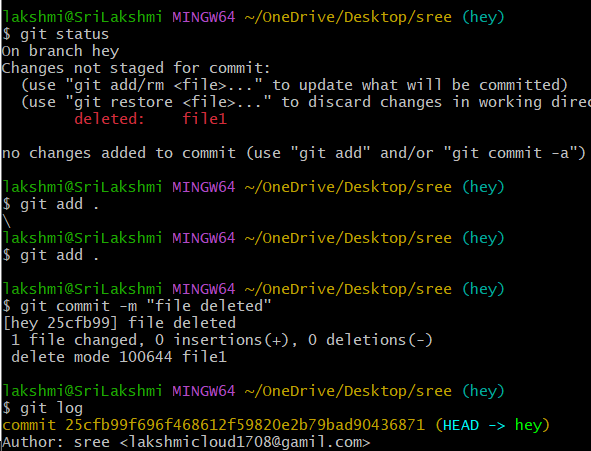 lakshmi@SriLakshmi MINGW64 ~/OneDrive/Desktop/sree (hey)
$ git status
On branch hey
Changes not staged for commit:
  (use "git add/rm <file>..." to update what will be committed)
  (use "git restore <file>..." to discard changes in working direc
        deleted:    file1

no changes added to commit (use "git add" and/or "git commit -a")

lakshmi@SriLakshmi MINGW64 ~/OneDrive/Desktop/sree (hey)
$ git add .
\
lakshmi@SriLakshmi MINGW64 ~/OneDrive/Desktop/sree (hey)
$ git add .

lakshmi@SriLakshmi MINGW64 ~/OneDrive/Desktop/sree (hey)
$ git commit -m "file deleted"
[hey 25cfb99] file deleted
 1 file changed, 0 insertions(+), 0 deletions(-)
 delete mode 100644 file1

lakshmi@SriLakshmi MINGW64 ~/OneDrive/Desktop/sree (hey)
$ git log
commit 25cfb99f696f468612f59820e2b79bad90436871 (HEAD -> hey)
Author: sree <lakshmicloud1708@gamil.com>